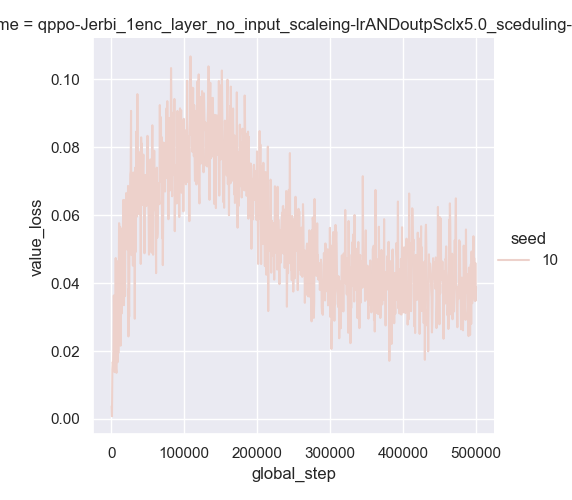 me = qppo-Jerbi_1enc_layer_no_input_scaleing-lrANDoutpSclx5.0_sceduling-
0.10
0.08
0.06
0.04
0.02
0.00
value_loss
0 100000 200000 300000 400000 500000
global_step
seed
10